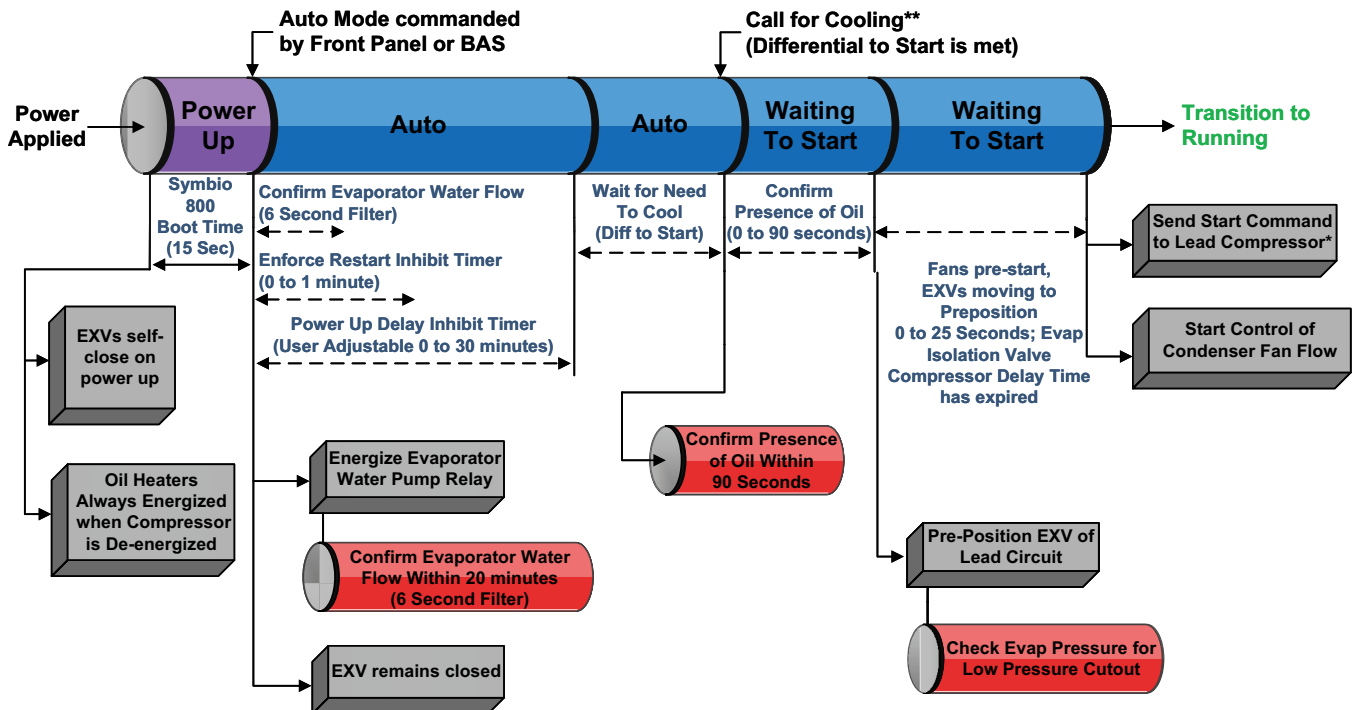 Auto Mode commanded
by Front Panel or BAS
Call for Cooling**
(Differential to Start is met)
Power
Applied
Power
Up
Auto
Auto
Waiting
To Start
Waiting
To Start
Transition to
Running
Symbio
800
Boot Time
(15 Sec)
Confirm Evaporator Water Flow
(6 Second Filter)
Enforce Restart Inhibit Timer
(0 to 1 minute)
Power Up Delay Inhibit Timer
(User Adjustable 0 to 30 minutes)
Wait for Need
To Cool
(Diff to Start)
Confirm
Presence of Oil
(0 to 90 seconds)
Fans pre-start,
EXVs moving to
Preposition
0 to 25 Seconds; Evap
Isolation Valve
Compressor Delay Time
has expired
Send Start Command
to Lead Compressor*
Start Control of
Condenser Fan Flow
EXVs self-
close on
power up
Oil Heaters
Always Energized
when Compressor
is De-energized
Energize Evaporator
Water Pump Relay
Confirm Evaporator Water
Flow Within 20 minutes
(6 Second Filter)
EXV remains closed
Confirm Presence
of Oil Within
90 Seconds
Pre-Position EXV of
Lead Circuit
Check Evap Pressure for
Low Pressure Cutout